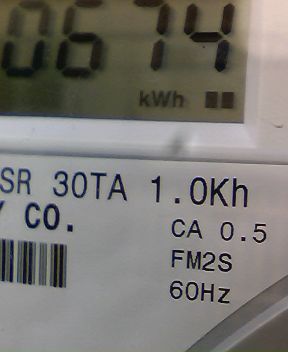 0674
kWh
SR 30TA 1.0Kh
Y CO.
CA 0.5
FM2S
60Hz